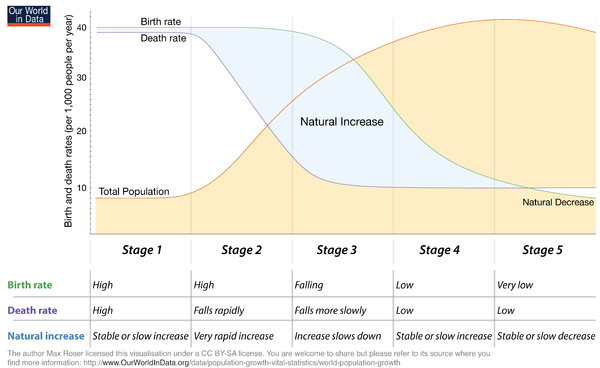 Our World
in Data
Birth and death rates (per 1,000 people per year)
40
30
20
10
Birth rate
Death rate
Natural Increase
Total Population
Natural Decrease
Stage 1 Stage 2 Stage 3 Stage 4 Stage 5
Birth rate High High Falling Low Very low
Death rate High Falls rapidly Falls more slowly Low Low
Natural increase Stable or slow increase Very rapid increase Increase slows down Stable or slow increase Stable or slow decrease
The author Max Roser licensed this visualisation under a CC BY-SA license. You are welcome to share but please refer to its source where you
find more information: http://www.OurWorldInData.org/data/population-growth-vital-statistics/world-population-growth